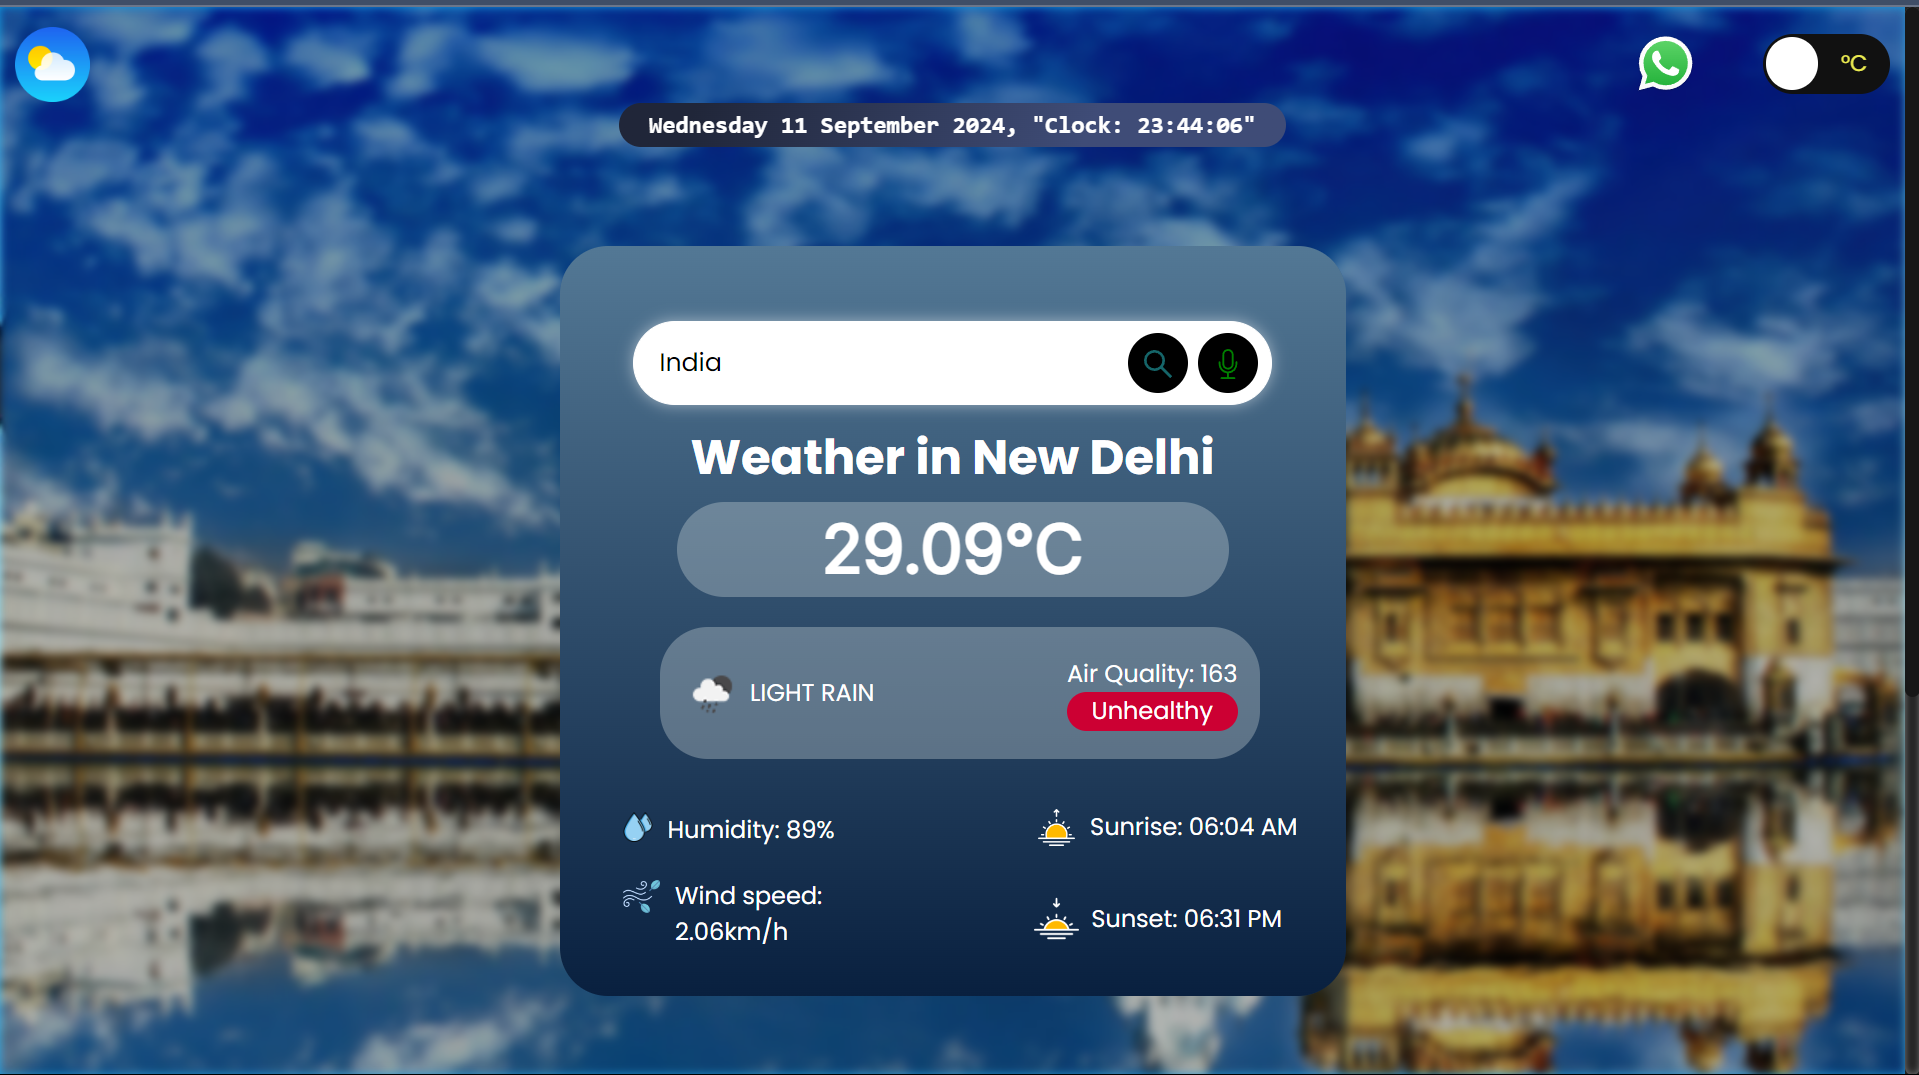 °C
Wednesday 11 September 2024, "Clock: 23:44:06"
India
Weather in New Delhi
29.09°C
LIGHT RAIN
Air Quality: 163
Unhealthy
Humidity: 89%
Wind speed:
2.06km/h
Sunrise: 06:04 AM
Sunset: 06:31 PM